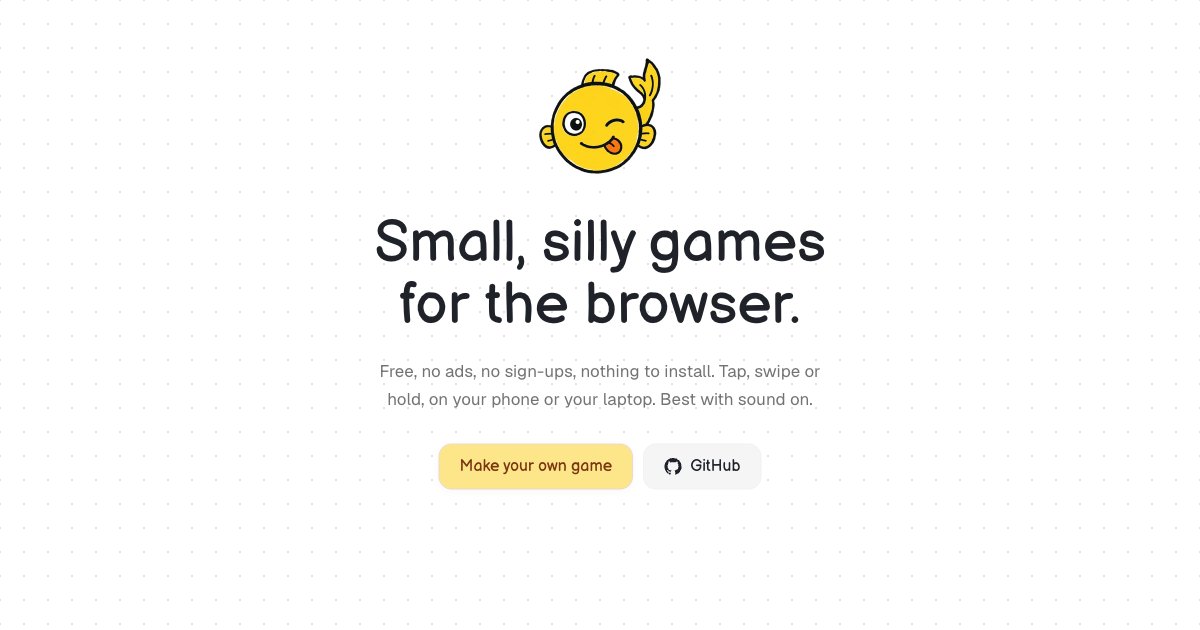 Small, silly games
for the browser.
Free, no ads, no sign-ups, nothing to install. Tap, swipe or
hold, on your phone or your laptop. Best with sound on.
Make your own game
GitHub